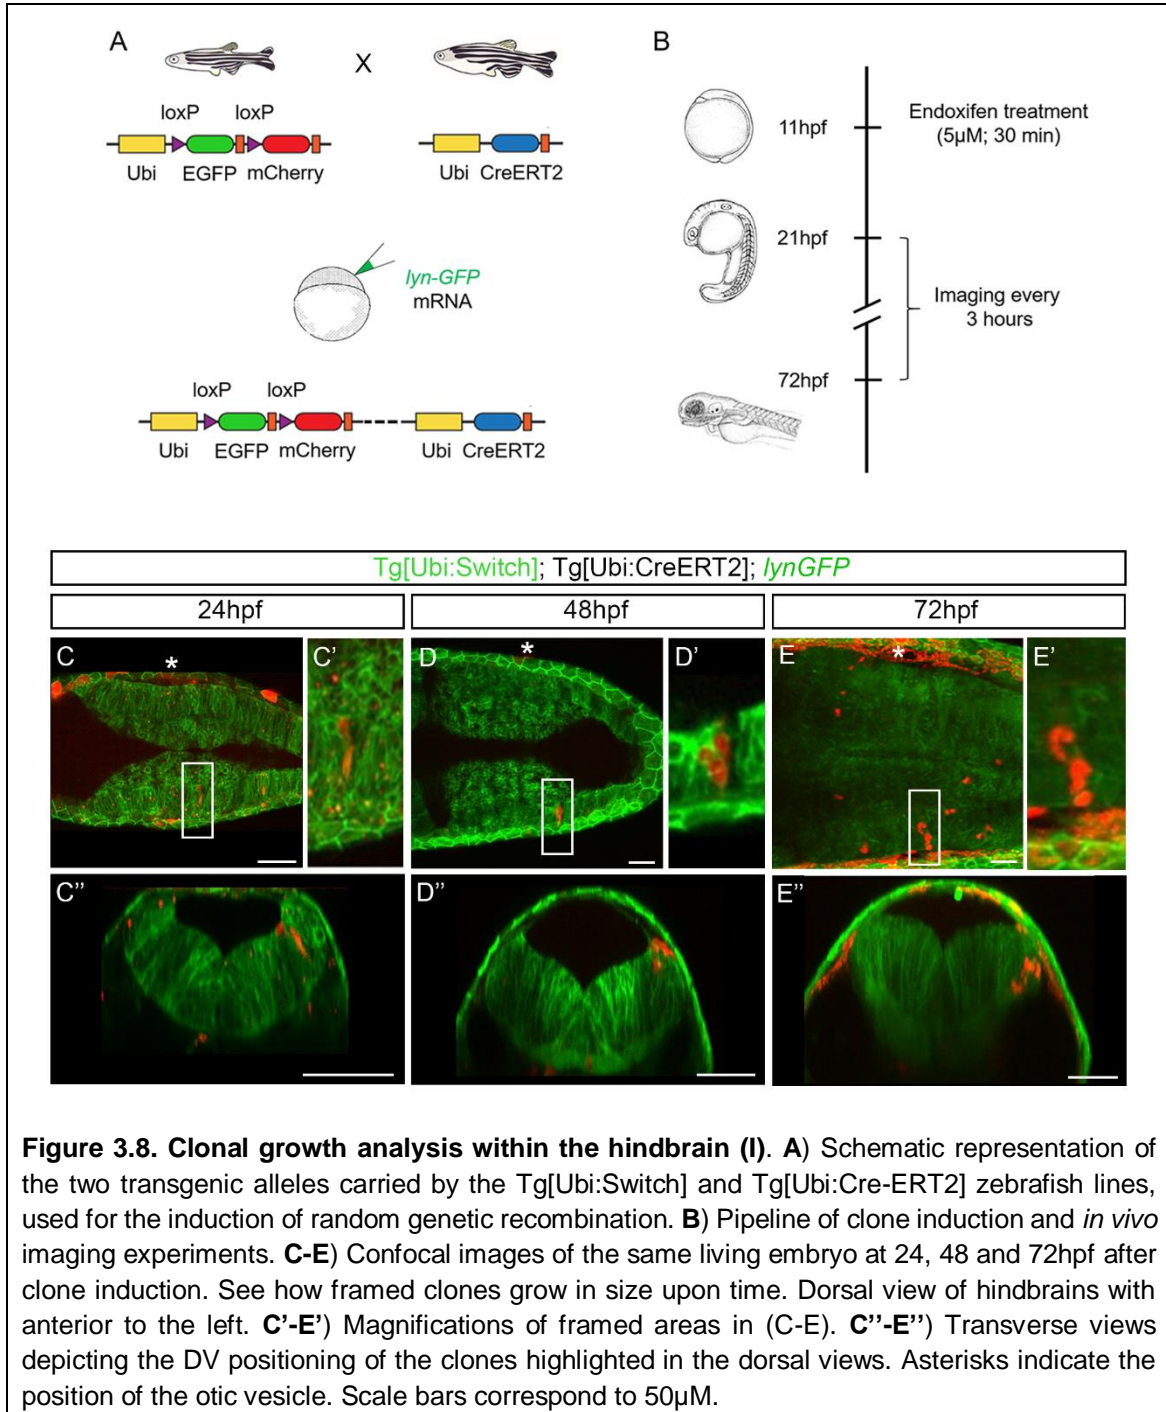 A
X
loxP loxP
Ubi EGFP mCherry
Ubi CreERT2
lyn-GFP
mRNA
loxP loxP
Ubi EGFP mCherry Ubi CreERT2
B
11hpf
Endoxifen treatment
(5µM; 30 min)
21hpf
Imaging every
3 hours
72hpf
Tg[Ubi:Switch]; Tg[Ubi:CreERT2]; lynGFP
24hpf 48hpf 72hpf
C * C' D * D' E * E'
C'' D'' E''
Figure 3.8. Clonal growth analysis within the hindbrain (I). A) Schematic representation of
the two transgenic alleles carried by the Tg[Ubi:Switch] and Tg[Ubi:Cre-ERT2] zebrafish lines,
used for the induction of random genetic recombination. B) Pipeline of clone induction and in vivo
imaging experiments. C-E) Confocal images of the same living embryo at 24, 48 and 72hpf after
clone induction. See how framed clones grow in size upon time. Dorsal view of hindbrains with
anterior to the left. C'-E') Magnifications of framed areas in (C-E). C''-E'') Transverse views
depicting the DV positioning of the clones highlighted in the dorsal views. Asterisks indicate the
position of the otic vesicle. Scale bars correspond to 50µM.